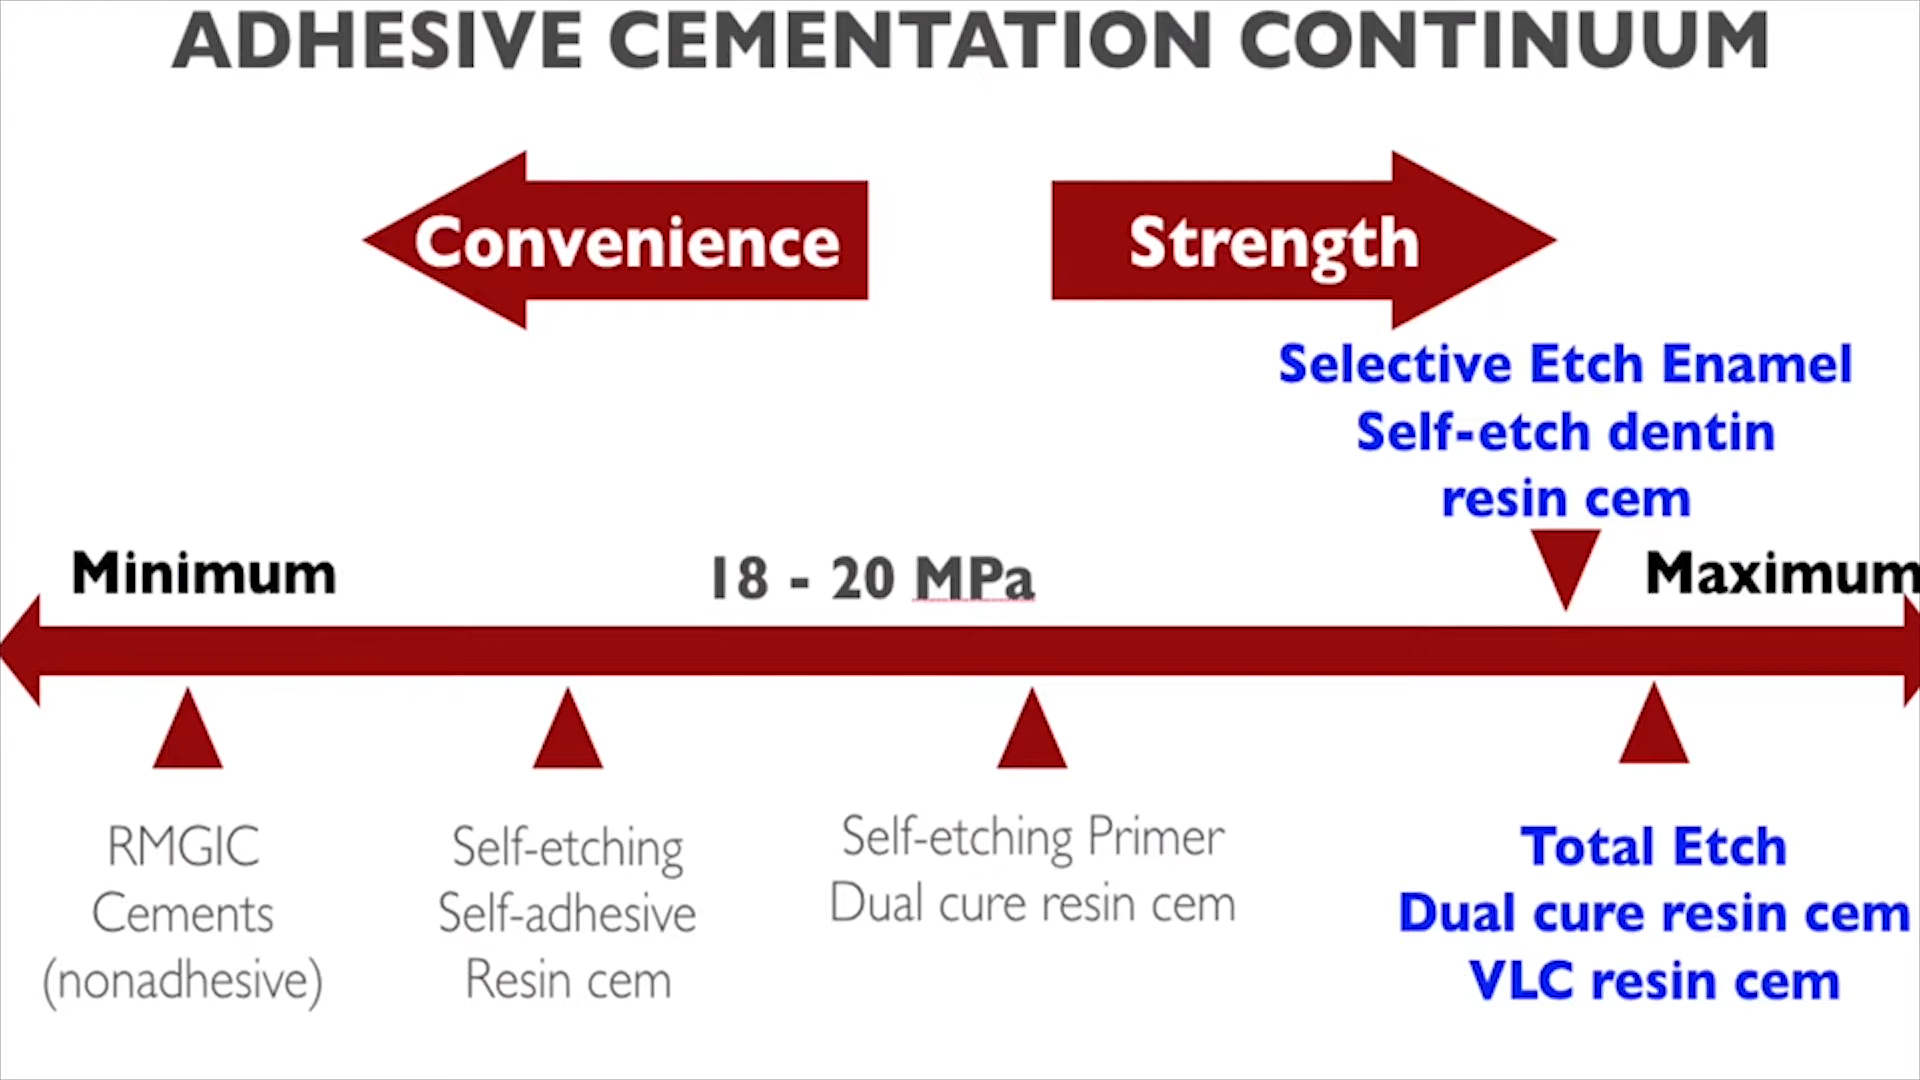 ADHESIVE CEMENTATION CONTINUUM
Convenience
Strength
Selective Etch Enamel
Self-etch dentin
resin cem
Minimum
18 - 20 MPa
Maximum
RMGIC
Cements
(nonadhesive)
Self-etching
Self-adhesive
Resin cem
Self-etching Primer
Dual cure resin cem
Total Etch
Dual cure resin cem
VLC resin cem